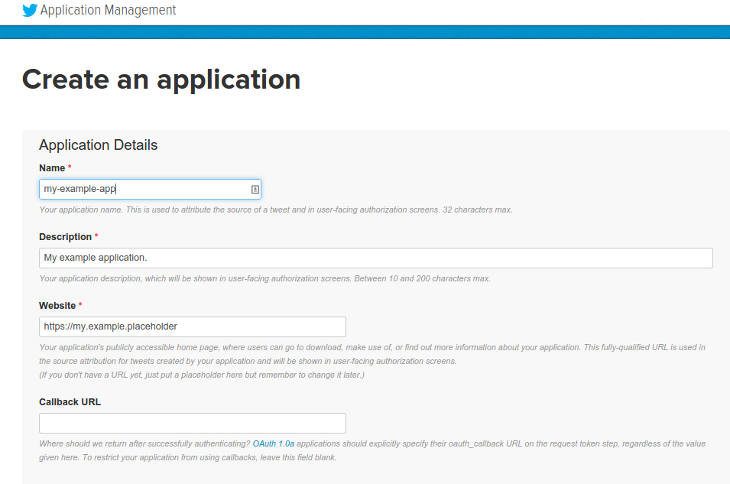 Application Management
Create an application
Application Details
Name *
my-example-app
Your application name. This is used to attribute the source of a tweet and in user-facing authorization screens. 32 characters max.
Description *
My example application.
Your application description, which will be shown in user-facing authorization screens. Between 10 and 200 characters max.
Website *
https://my.example.placeholder
Your application's publicly accessible home page, where users can go to download, make use of, or find out more information about your application. This fully-qualified URL is used in
the source attribution for tweets created by your application and will be shown in user-facing authorization screens.
(If you don't have a URL yet, just put a placeholder here but remember to change it later.)
Callback URL
Where should we return after successfully authenticating? OAuth 1.0a applications should explicitly specify their oauth_callback URL on the request token step, regardless of the value
given here. To restrict your application from using callbacks, leave this field blank.